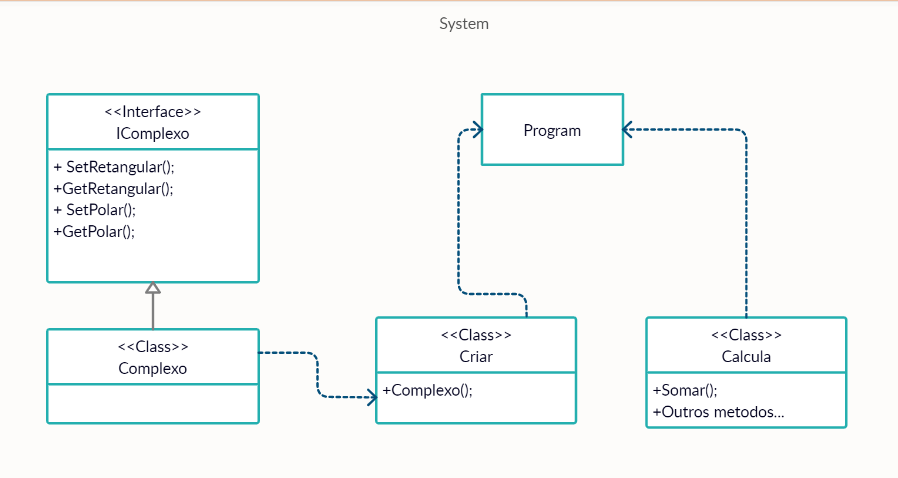 System
<<Interface>>
IComplexo
+ SetRetangular();
+GetRetangular();
+ SetPolar();
+GetPolar();
Program
<<Class>>
Complexo
<<Class>>
Criar
+Complexo();
<<Class>>
Calcula
+Somar();
+Outros metodos...